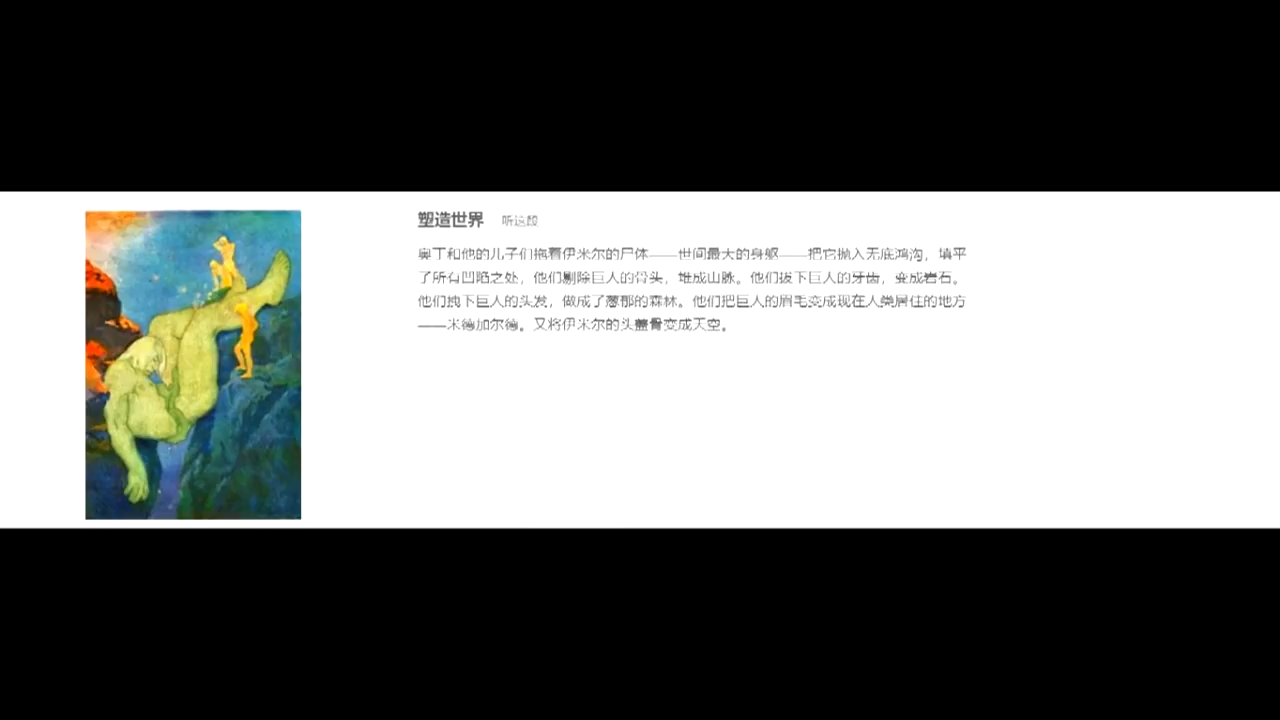 塑造世界 听这段
奥丁和他的儿子们拖着伊米尔的尸体——世间最大的身躯——把它抛入无底鸿沟，填平
了所有凹陷之处，他们剔除巨人的骨头，堆成山脉。他们拔下巨人的牙齿，变成岩石。
他们拽下巨人的头发，做成了葱郁的森林。他们把巨人的眉毛变成现在人类居住的地方
——米德加尔德。又将伊米尔的头盖骨变成天空。